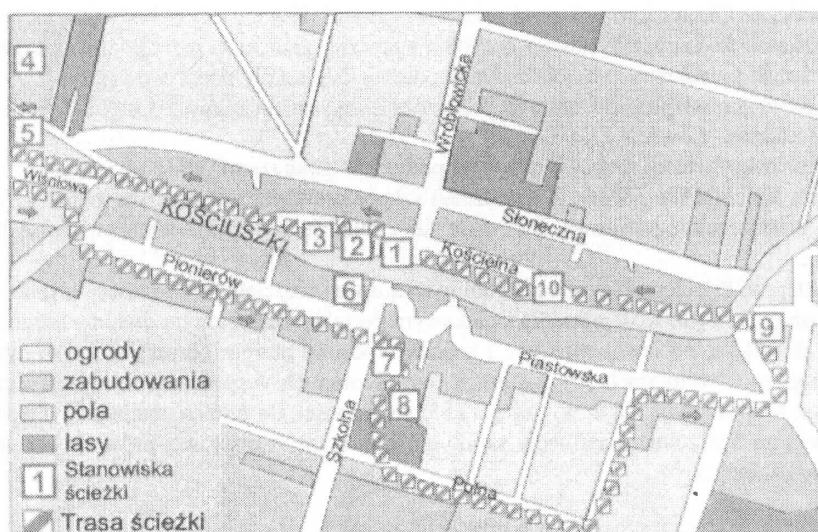 4
5
Wiśniowa
KOŚCIUSZKI
Pionierów
3
2
1
Wróblowicka
Słoneczna
Kościelna
10
6
9
7
8
Piastowska
Szkolna
Polna
ogrody
zabudowania
pola
lasy
1 Stanowiska
ścieżki
Trasa ścieżki